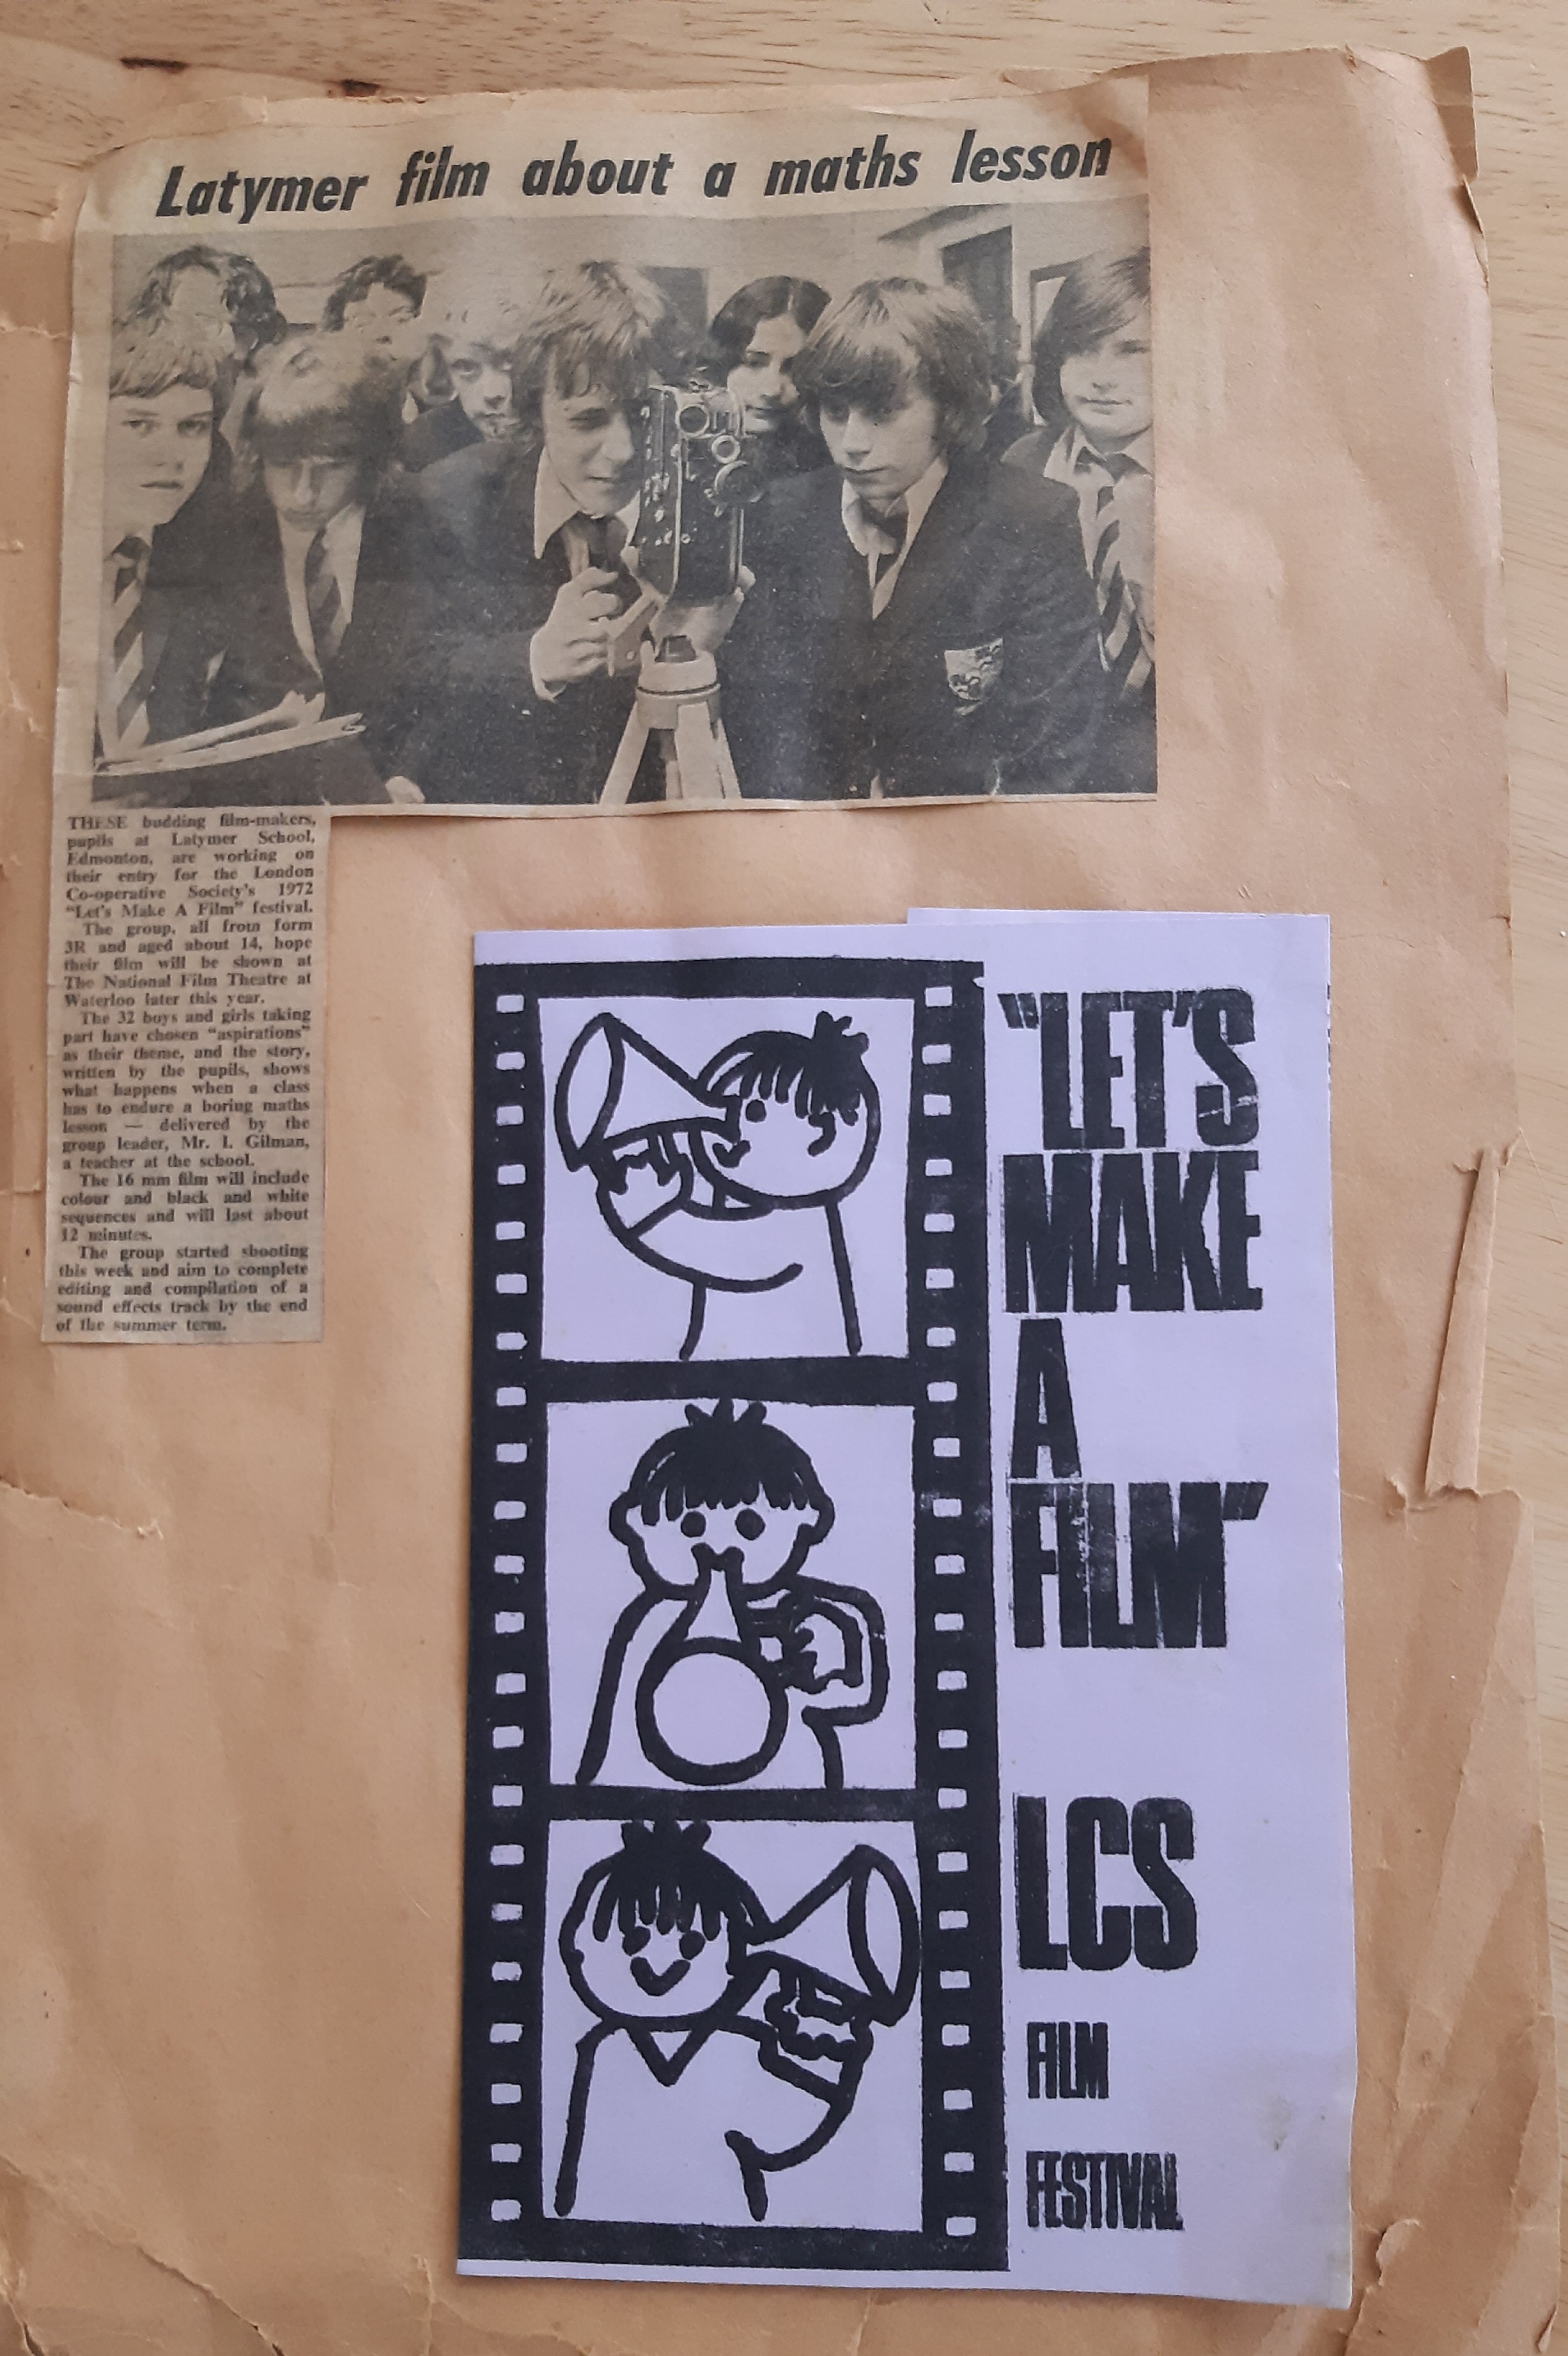 Latymer film about a maths lesson
THESE budding film-makers,
pupils at Latymer School,
Edmonton, are working on
their entry for the London
Co-operative Society's 1972
"Let's Make A Film" festival.
The group, all from form
3R and aged about 14, hope
their film will be shown at
The National Film Theatre at
Waterloo later this year.
The 32 boys and girls taking
part have chosen "aspirations"
as their theme, and the story,
written by the pupils, shows
what happens when a class
has to endure a boring maths
lesson — delivered by the
group leader, Mr. I. Gilman,
a teacher at the school.
The 16 mm film will include
colour and black and white
sequences and will last about
12 minutes.
The group started shooting
this week and aim to complete
editing and compilation of a
sound effects track by the end
of the summer term.
"LET'S
MAKE
A
FILM"
LCS
FILM
FESTIVAL